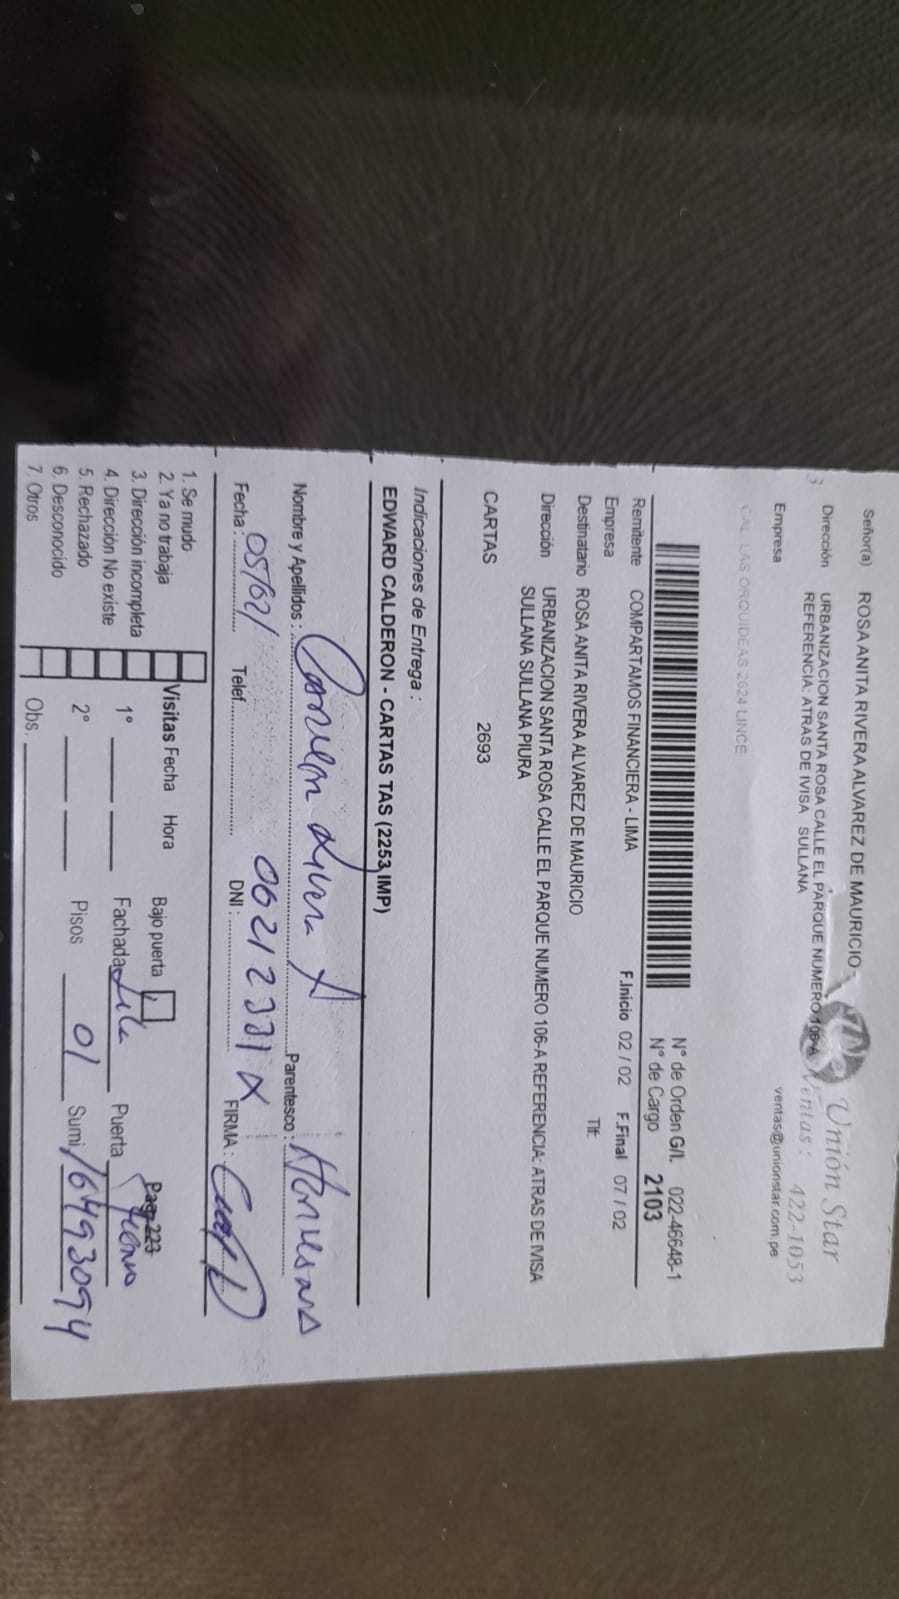 Señor(a) ROSA ANITA RIVERA ALVAREZ DE MAURICIO
Unión Star
Dirección URBANIZACION SANTA ROSA CALLE EL PARQUE NUMERO 106-A
REFERENCIA: ATRAS DE IVISA SULLANA
Ventas: 422-1053
Empresa
ventas@unionstar.com.pe
CAL. LAS ORQUIDEAS 2624 LINCE
N° de Orden G/I. 022-46648-1
N° de Cargo 2103
Remitente COMPARTAMOS FINANCIERA - LIMA F.Inicio 02 / 02 F.Final 07 / 02
Empresa
Tlf:
Destinatario ROSA ANITA RIVERA ALVAREZ DE MAURICIO
Dirección URBANIZACION SANTA ROSA CALLE EL PARQUE NUMERO 106-A REFERENCIA: ATRAS DE IVISA
SULLANA SULLANA PIURA
CARTAS 2693
Indicaciones de Entrega :
EDWARD CALDERON - CARTAS TAS (2253 IMP)
Nombre y Apellidos : Parentesco :
Fecha : Telef. DNI : FIRMA :
1. Se mudo
2. Ya no trabaja
3. Dirección incompleta
4. Dirección No existe
5. Rechazado
6. Desconocido
7. Otros
Visitas Fecha Hora
1°
2°
Obs.
Bajo puerta
Pag: 223
Fachada Puerta
Pisos 01 Sumi